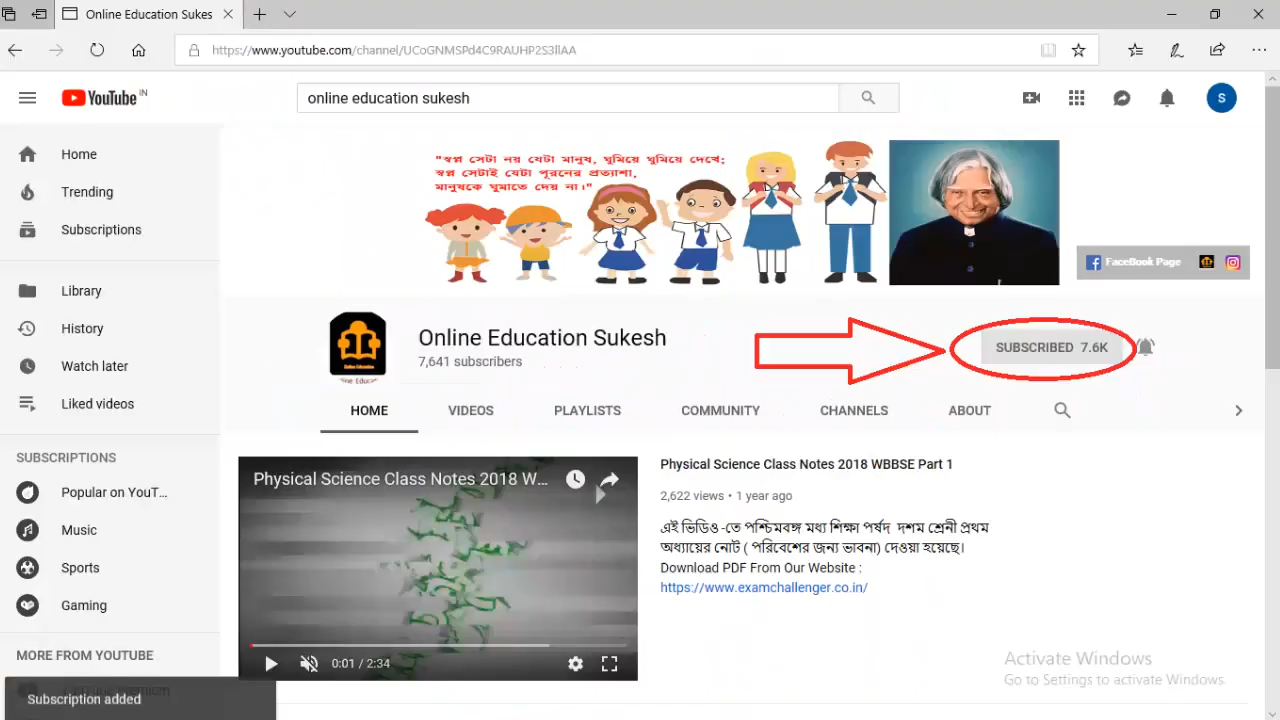 Online Education Sukes
https://www.youtube.com/channel/UCoGNMSPd4C9RAUHP2S3llAA
YouTube IN
online education sukesh
S
Home
Trending
Subscriptions
Library
History
Watch later
Liked videos
SUBSCRIPTIONS
Popular on YouT...
Music
Sports
Gaming
MORE FROM YOUTUBE
Subscription added
"স্বপ্ন সেটা নয় যেটা মানুষ, ঘুমিয়ে ঘুমিয়ে দেখে;
স্বপ্ন সেটাই যেটা পূরনের প্রত্যাশা,
মানুষকে ঘুমাতে দেয় না।"
FaceBook Page
Online Education Sukesh
7,641 subscribers
SUBSCRIBED 7.6K
HOME VIDEOS PLAYLISTS COMMUNITY CHANNELS ABOUT
Physical Science Class Notes 2018 W...
0:01 / 2:34
Physical Science Class Notes 2018 WBBSE Part 1
2,622 views • 1 year ago
এই ভিডিও -তে পশ্চিমবঙ্গ মধ্য শিক্ষা পর্ষদ দশম শ্রেনী প্রথম
অধ্যায়ের নোট ( পরিবেশের জন্য ভাবনা) দেওয়া হয়েছে।
Download PDF From Our Website :
https://www.examchallenger.co.in/
Activate Windows
Go to Settings to activate Windows.